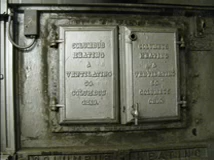 COLUMBUS
HEATING
&
VENTILATING
CO
COLUMBUS
OHIO.
COLUMBUS
HEATING
&
VENTILATING
CO
COLUMBUS
OHIO.